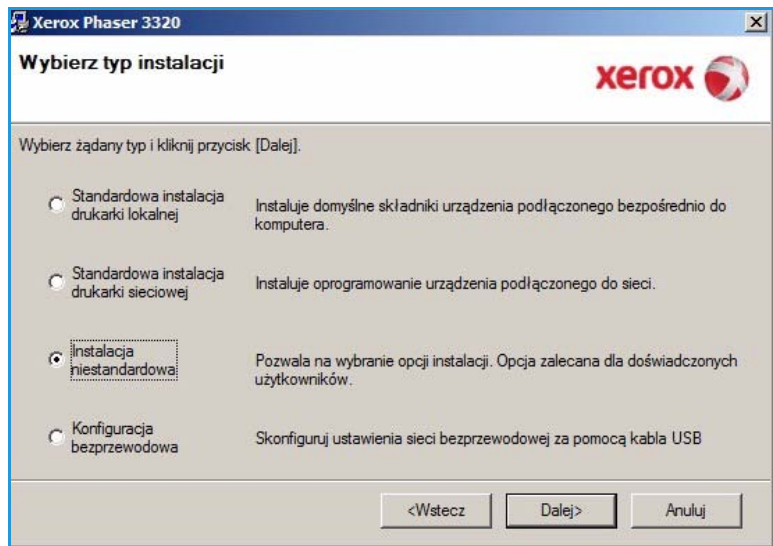 Xerox Phaser 3320
Wybierz typ instalacji
xerox
Wybierz żądany typ i kliknij przycisk [Dalej].
Standardowa instalacja
drukarki lokalnej
Instaluje domyślne składniki urządzenia podłączonego bezpośrednio do
komputera.
Standardowa instalacja
drukarki sieciowej
Instaluje oprogramowanie urządzenia podłączonego do sieci.
Instalacja
niestandardowa
Pozwala na wybranie opcji instalacji. Opcja zalecana dla doświadczonych
użytkowników.
Konfiguracja
bezprzewodowa
Skonfiguruj ustawienia sieci bezprzewodowej za pomocą kabla USB
<Wstecz
Dalej>
Anuluj